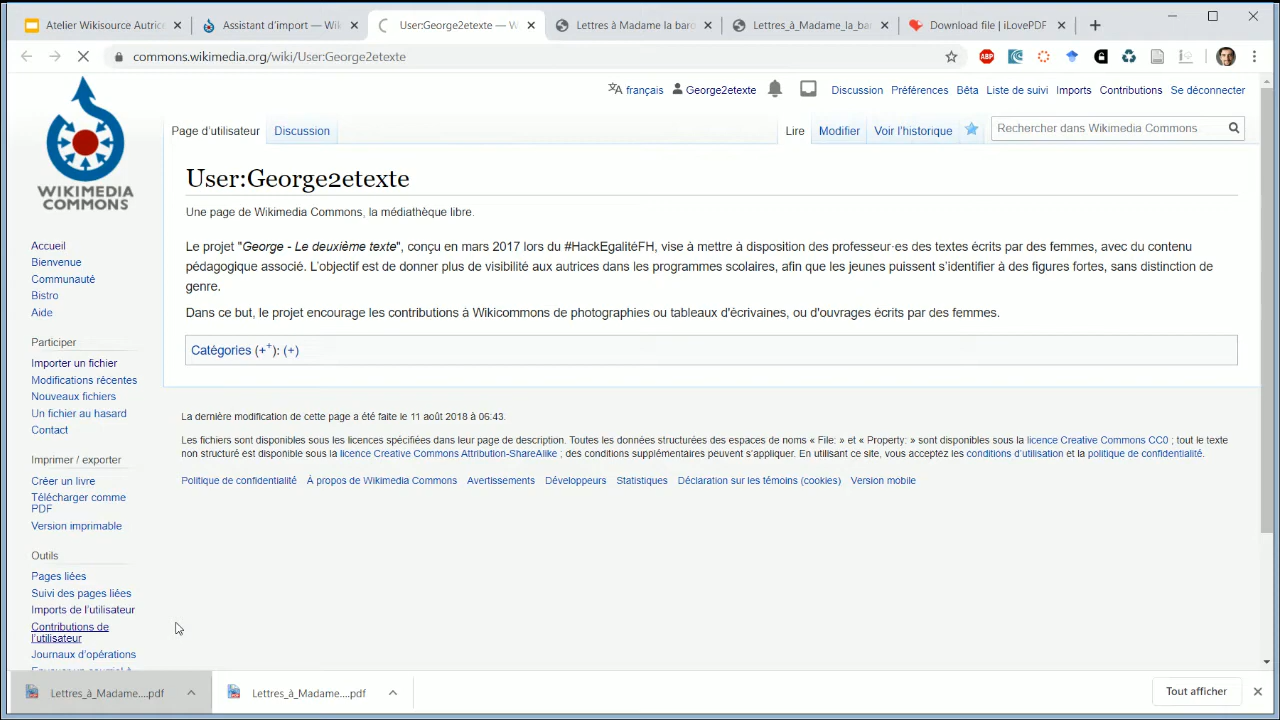 Atelier Wikisource Autrice
Assistant d'import — Wiki
User:George2etexte — W
Lettres à Madame la baro
Lettres_à_Madame_la_ba
Download file | iLovePDF
commons.wikimedia.org/wiki/User:George2etexte
ABP
français
George2etexte
Discussion
Préférences
Bêta
Liste de suivi
Imports
Contributions
Se déconnecter
Page d'utilisateur
Discussion
Lire
Modifier
Voir l'historique
Rechercher dans Wikimedia Commons
WIKIMEDIA
COMMONS
User:George2etexte
Une page de Wikimedia Commons, la médiathèque libre.
Le projet "George - Le deuxième texte", conçu en mars 2017 lors du #HackEgalitéFH, vise à mettre à disposition des professeur·es des textes écrits par des femmes, avec du contenu
pédagogique associé. L'objectif est de donner plus de visibilité aux autrices dans les programmes scolaires, afin que les jeunes puissent s'identifier à des figures fortes, sans distinction de
genre.
Dans ce but, le projet encourage les contributions à Wikicommons de photographies ou tableaux d'écrivaines, ou d'ouvrages écrits par des femmes.
Catégories (+⁺): (+)
La dernière modification de cette page a été faite le 11 août 2018 à 06:43.
Les fichiers sont disponibles sous les licences spécifiées dans leur page de description. Toutes les données structurées des espaces de noms « File: » et « Property: » sont disponibles sous la licence Creative Commons CC0 ; tout le texte
non structuré est disponible sous la licence Creative Commons Attribution-ShareAlike ; des conditions supplémentaires peuvent s'appliquer. En utilisant ce site, vous acceptez les conditions d'utilisation et la politique de confidentialité.
Politique de confidentialité
À propos de Wikimedia Commons
Avertissements
Développeurs
Statistiques
Déclaration sur les témoins (cookies)
Version mobile
Accueil
Bienvenue
Communauté
Bistro
Aide
Participer
Importer un fichier
Modifications récentes
Nouveaux fichiers
Un fichier au hasard
Contact
Imprimer / exporter
Créer un livre
Télécharger comme
PDF
Version imprimable
Outils
Pages liées
Suivi des pages liées
Imports de l'utilisateur
Contributions de
l'utilisateur
Journaux d'opérations
Lettres_à_Madame....pdf
Lettres_à_Madame....pdf
Tout afficher